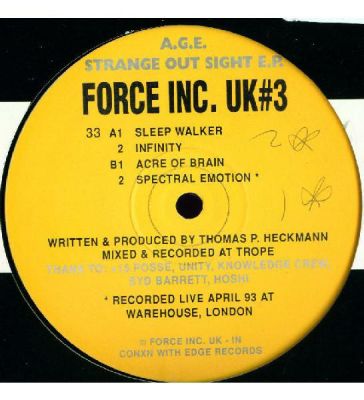 A.G.E.
STRANGE OUT SIGHT E.P.
FORCE INC. UK#3
33 A1 SLEEP WALKER
2 INFINITY
B1 ACRE OF BRAIN
2 SPECTRAL EMOTION *
WRITTEN & PRODUCED BY THOMAS P. HECKMANN
MIXED & RECORDED AT TROPE
THANX TO: +15 POSSE, UNITY, KNOWLEDGE CREW,
SYD BARRETT, HOSHI
* RECORDED LIVE APRIL 93 AT
WAREHOUSE, LONDON
FORCE INC. UK - IN
CONXN WITH EDGE RECORDS